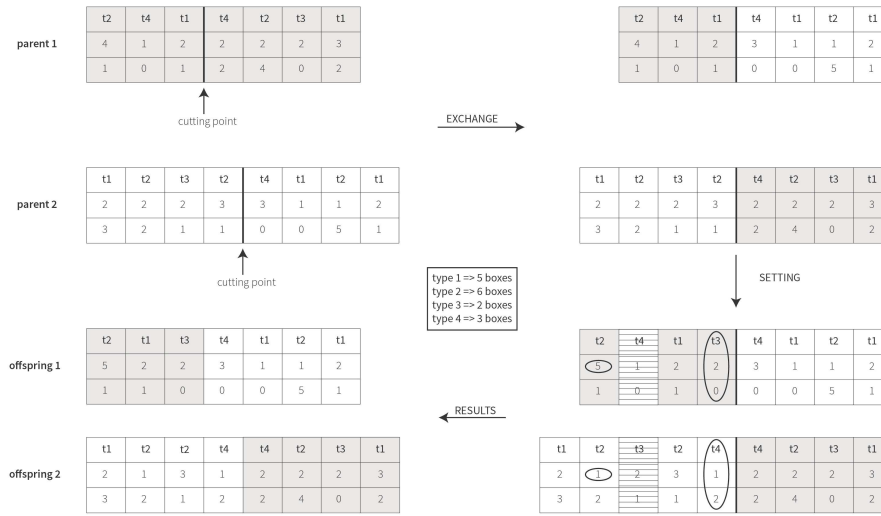 t2 t4 t1 t4 t2 t3 t1
parent 1 4 1 2 2 2 2 3
1 0 1 2 4 0 2
cutting point
t2 t4 t1 t4 t1 t2 t1
4 1 2 3 1 1 2
1 0 1 0 0 5 1
EXCHANGE
t1 t2 t3 t2 t4 t1 t2 t1
parent 2 2 2 2 3 3 1 1 2
3 2 1 1 0 0 5 1
cutting point
t1 t2 t3 t2 t4 t2 t3 t1
2 2 2 3 2 2 2 3
3 2 1 1 2 4 0 2
type 1 => 5 boxes
type 2 => 6 boxes
type 3 => 2 boxes
type 4 => 3 boxes
SETTING
t2 t4 t1 t3 t4 t1 t2 t1
5 1 2 2 3 1 1 2
1 0 1 0 0 0 5 1
t2 t1 t3 t4 t1 t2 t1
offspring 1 5 2 2 3 1 1 2
1 1 0 0 0 5 1
RESULTS
t1 t2 t2 t4 t4 t2 t3 t1
offspring 2 2 1 3 1 2 2 2 3
3 2 1 2 2 4 0 2
t1 t2 t3 t2 t4 t4 t2 t3 t1
2 1 2 3 1 2 2 2 3
3 2 1 1 2 2 4 0 2